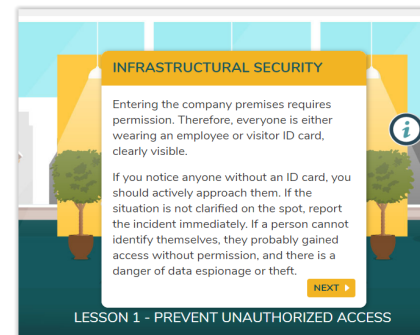 INFRASTRUCTURAL SECURITY
Entering the company premises requires
permission. Therefore, everyone is either
wearing an employee or visitor ID card,
clearly visible.
If you notice anyone without an ID card, you
should actively approach them. If the
situation is not clarified on the spot, report
the incident immediately. If a person cannot
identify themselves, they probably gained
access without permission, and there is a
danger of data espionage or theft.
NEXT
i
LESSON 1 - PREVENT UNAUTHORIZED ACCESS